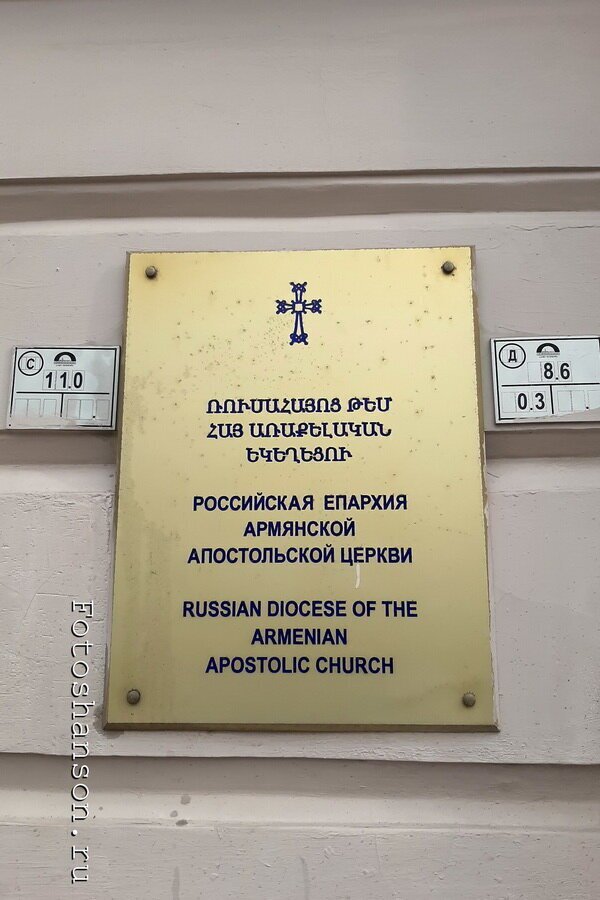 ՌՈՒՍԱՀԱՅՈՑ ԹԵՄ
ՀԱՅ ԱՌԱՔԵԼԱԿԱՆ
ԵԿԵՂԵՑՈՒ
РОССИЙСКАЯ ЕПАРХИЯ
АРМЯНСКОЙ
АПОСТОЛЬСКОЙ ЦЕРКВИ
RUSSIAN DIOCESE OF THE
ARMENIAN
APOSTOLIC CHURCH
С
11.0
Д
8.6
0.3
Fotoshanson.ru